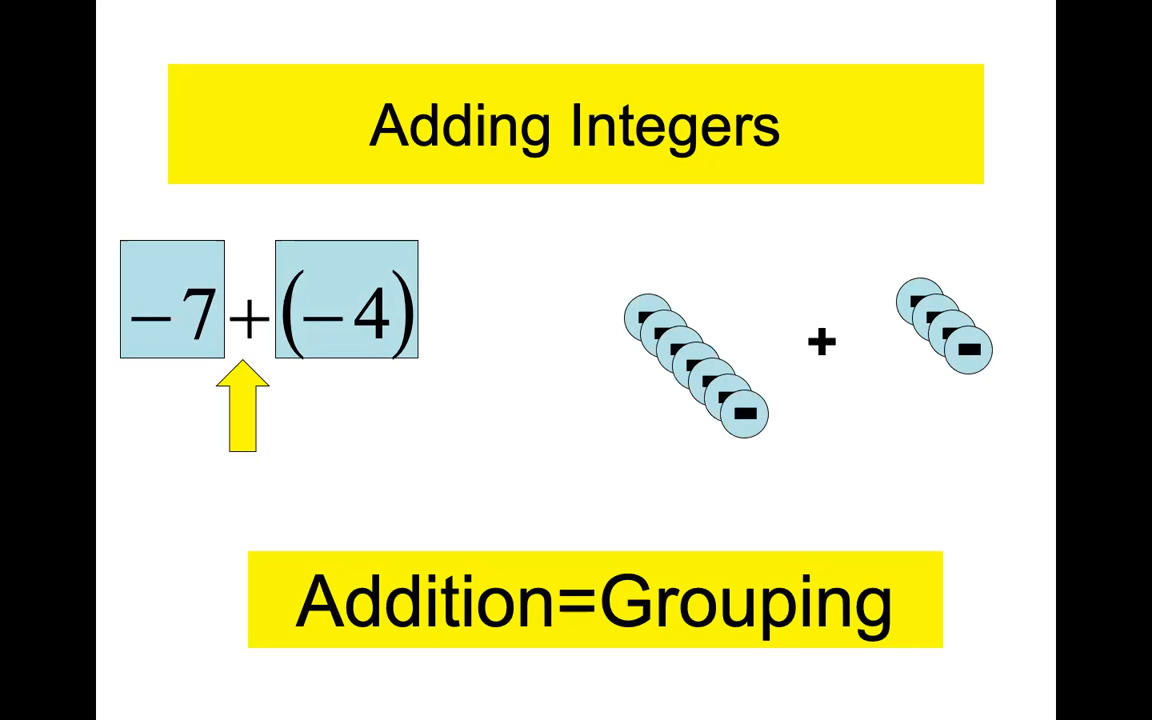 Adding Integers
−7+(−4)
- - - - - - - + - - - -
Addition=Grouping